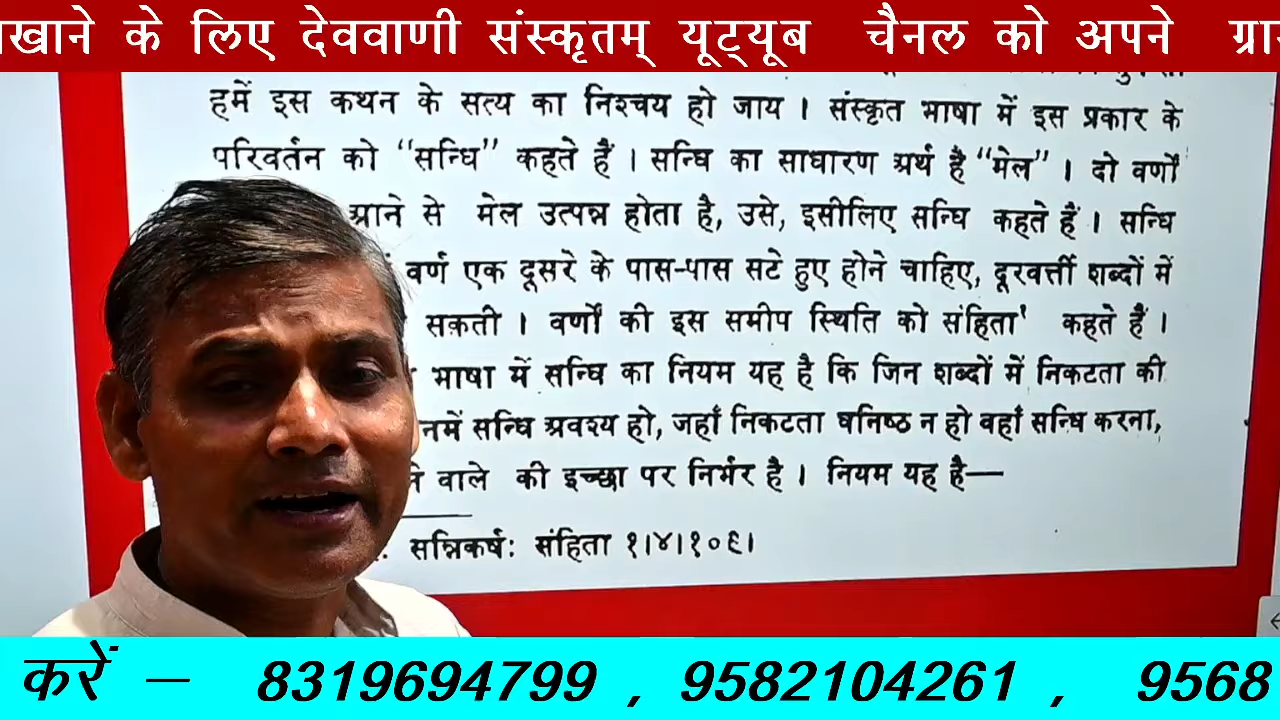 खाने के लिए देववाणी संस्कृतम् यूट्यूब चैनल को अपने
हमें इस कथन के सत्य का निश्चय हो जाय । संस्कृत भाषा में इस प्रकार के
परिवर्तन को “सन्धि” कहते हैं । सन्धि का साधारण अर्थ है “मेल” । दो वर्णों
आने से मेल उत्पन्न होता है, उसे, इसीलिए सन्धि कहते हैं । सन्धि
वर्ण एक दूसरे के पास-पास सटे हुए होने चाहिए, दूरवर्त्ती शब्दों में
सकती । वर्णों की इस समीप स्थिति को संहिता' कहते हैं ।
भाषा में सन्धि का नियम यह है कि जिन शब्दों में निकटता की
नमें सन्धि अवश्य हो, जहाँ निकटता घनिष्ठ न हो वहाँ सन्धि करना,
वाले की इच्छा पर निर्भर है । नियम यह है—
सन्निकर्षः संहिता १।४।१०९।
करें – 8319694799 , 9582104261 , 9568